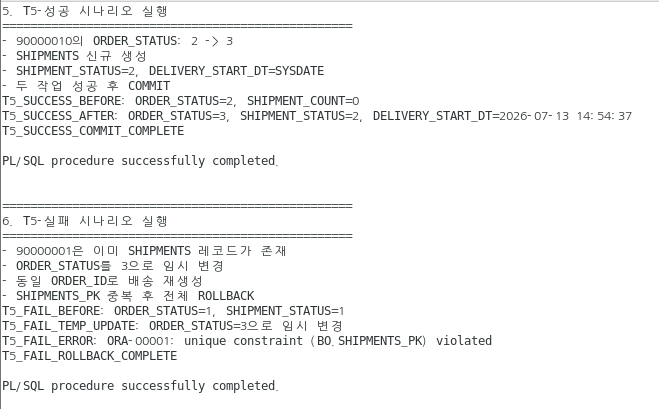 5. T5-성공 시나리오 실행
==================================================
- 90000010의 ORDER_STATUS: 2 -> 3
- SHIPMENTS 신규 생성
- SHIPMENT_STATUS=2, DELIVERY_START_DT=SYSDATE
- 두 작업 성공 후 COMMIT
T5_SUCCESS_BEFORE: ORDER_STATUS=2, SHIPMENT_COUNT=0
T5_SUCCESS_AFTER: ORDER_STATUS=3, SHIPMENT_STATUS=2, DELIVERY_START_DT=2026-07-13 14:54:37
T5_SUCCESS_COMMIT_COMPLETE
PL/SQL procedure successfully completed.
==================================================
6. T5-실패 시나리오 실행
==================================================
- 90000001은 이미 SHIPMENTS 레코드가 존재
- ORDER_STATUS를 3으로 임시 변경
- 동일 ORDER_ID로 배송 재생성
- SHIPMENTS_PK 중복 후 전체 ROLLBACK
T5_FAIL_BEFORE: ORDER_STATUS=1, SHIPMENT_STATUS=1
T5_FAIL_TEMP_UPDATE: ORDER_STATUS=3으로 임시 변경
T5_FAIL_ERROR: ORA-00001: unique constraint (BO.SHIPMENTS_PK) violated
T5_FAIL_ROLLBACK_COMPLETE
PL/SQL procedure successfully completed.